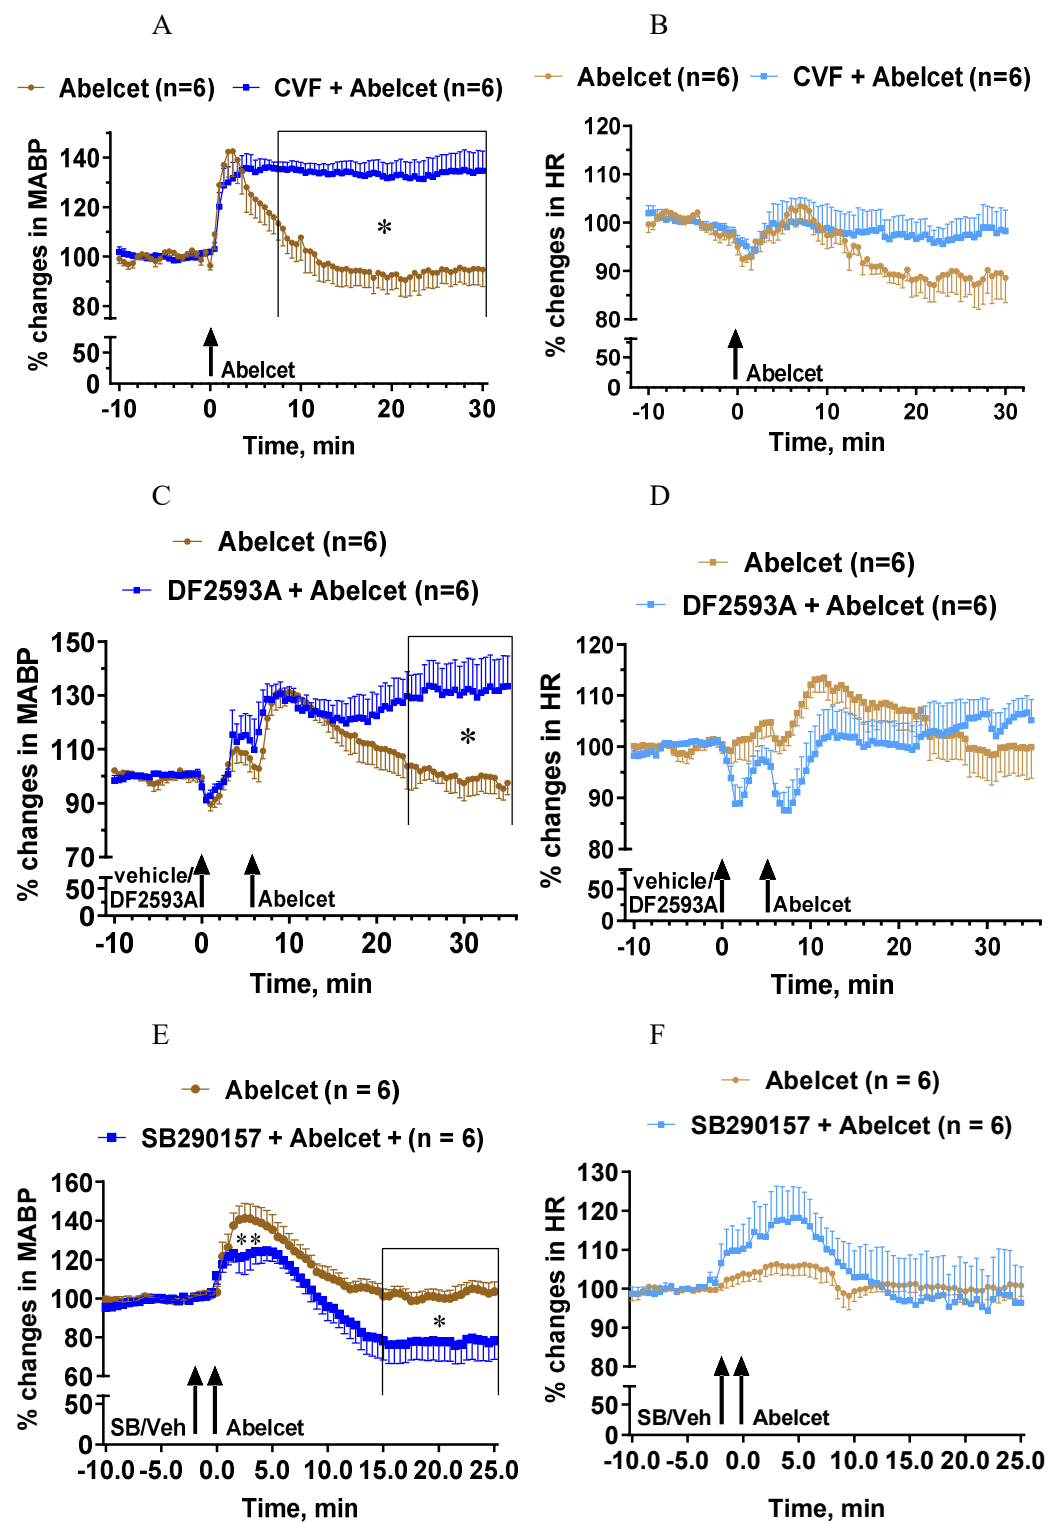 A
B
Abelcet (n=6) CVF + Abelcet (n=6)
Abelcet (n=6) CVF + Abelcet (n=6)
% changes in MABP
140
120
100
80
50
0
*
Abelcet
-10 0 10 20 30
Time, min
% chenges in HR
120
110
100
90
80
50
0
Abelcet
-10 0 10 20 30
Time, min
C
D
Abelcet (n=6)
DF2593A + Abelcet (n=6)
Abelcet (n=6)
DF2593A + Abelcet (n=6)
% changes in MABP
150
130
110
90
70
50
0
*
vehicle/
DF2593A
Abelcet
-10 0 10 20 30
Time, min
% changes in HR
120
110
100
90
80
50
0
vehicle/
DF2593A
Abelcet
-10 0 10 20 30
Time, min
E
F
Abelcet (n = 6)
SB290157 + Abelcet + (n = 6)
Abelcet (n = 6)
SB290157 + Abelcet (n = 6)
% changes in MABP
160
140
120
100
80
60
50
0
**
*
SB/Veh
Abelcet
-10.0 -5.0 0.0 5.0 10.0 15.0 20.0 25.0
Time, min
% changes in HR
130
120
110
100
90
80
50
0
SB/Veh
Abelcet
-10.0 -5.0 0.0 5.0 10.0 15.0 20.0 25.0
Time, min